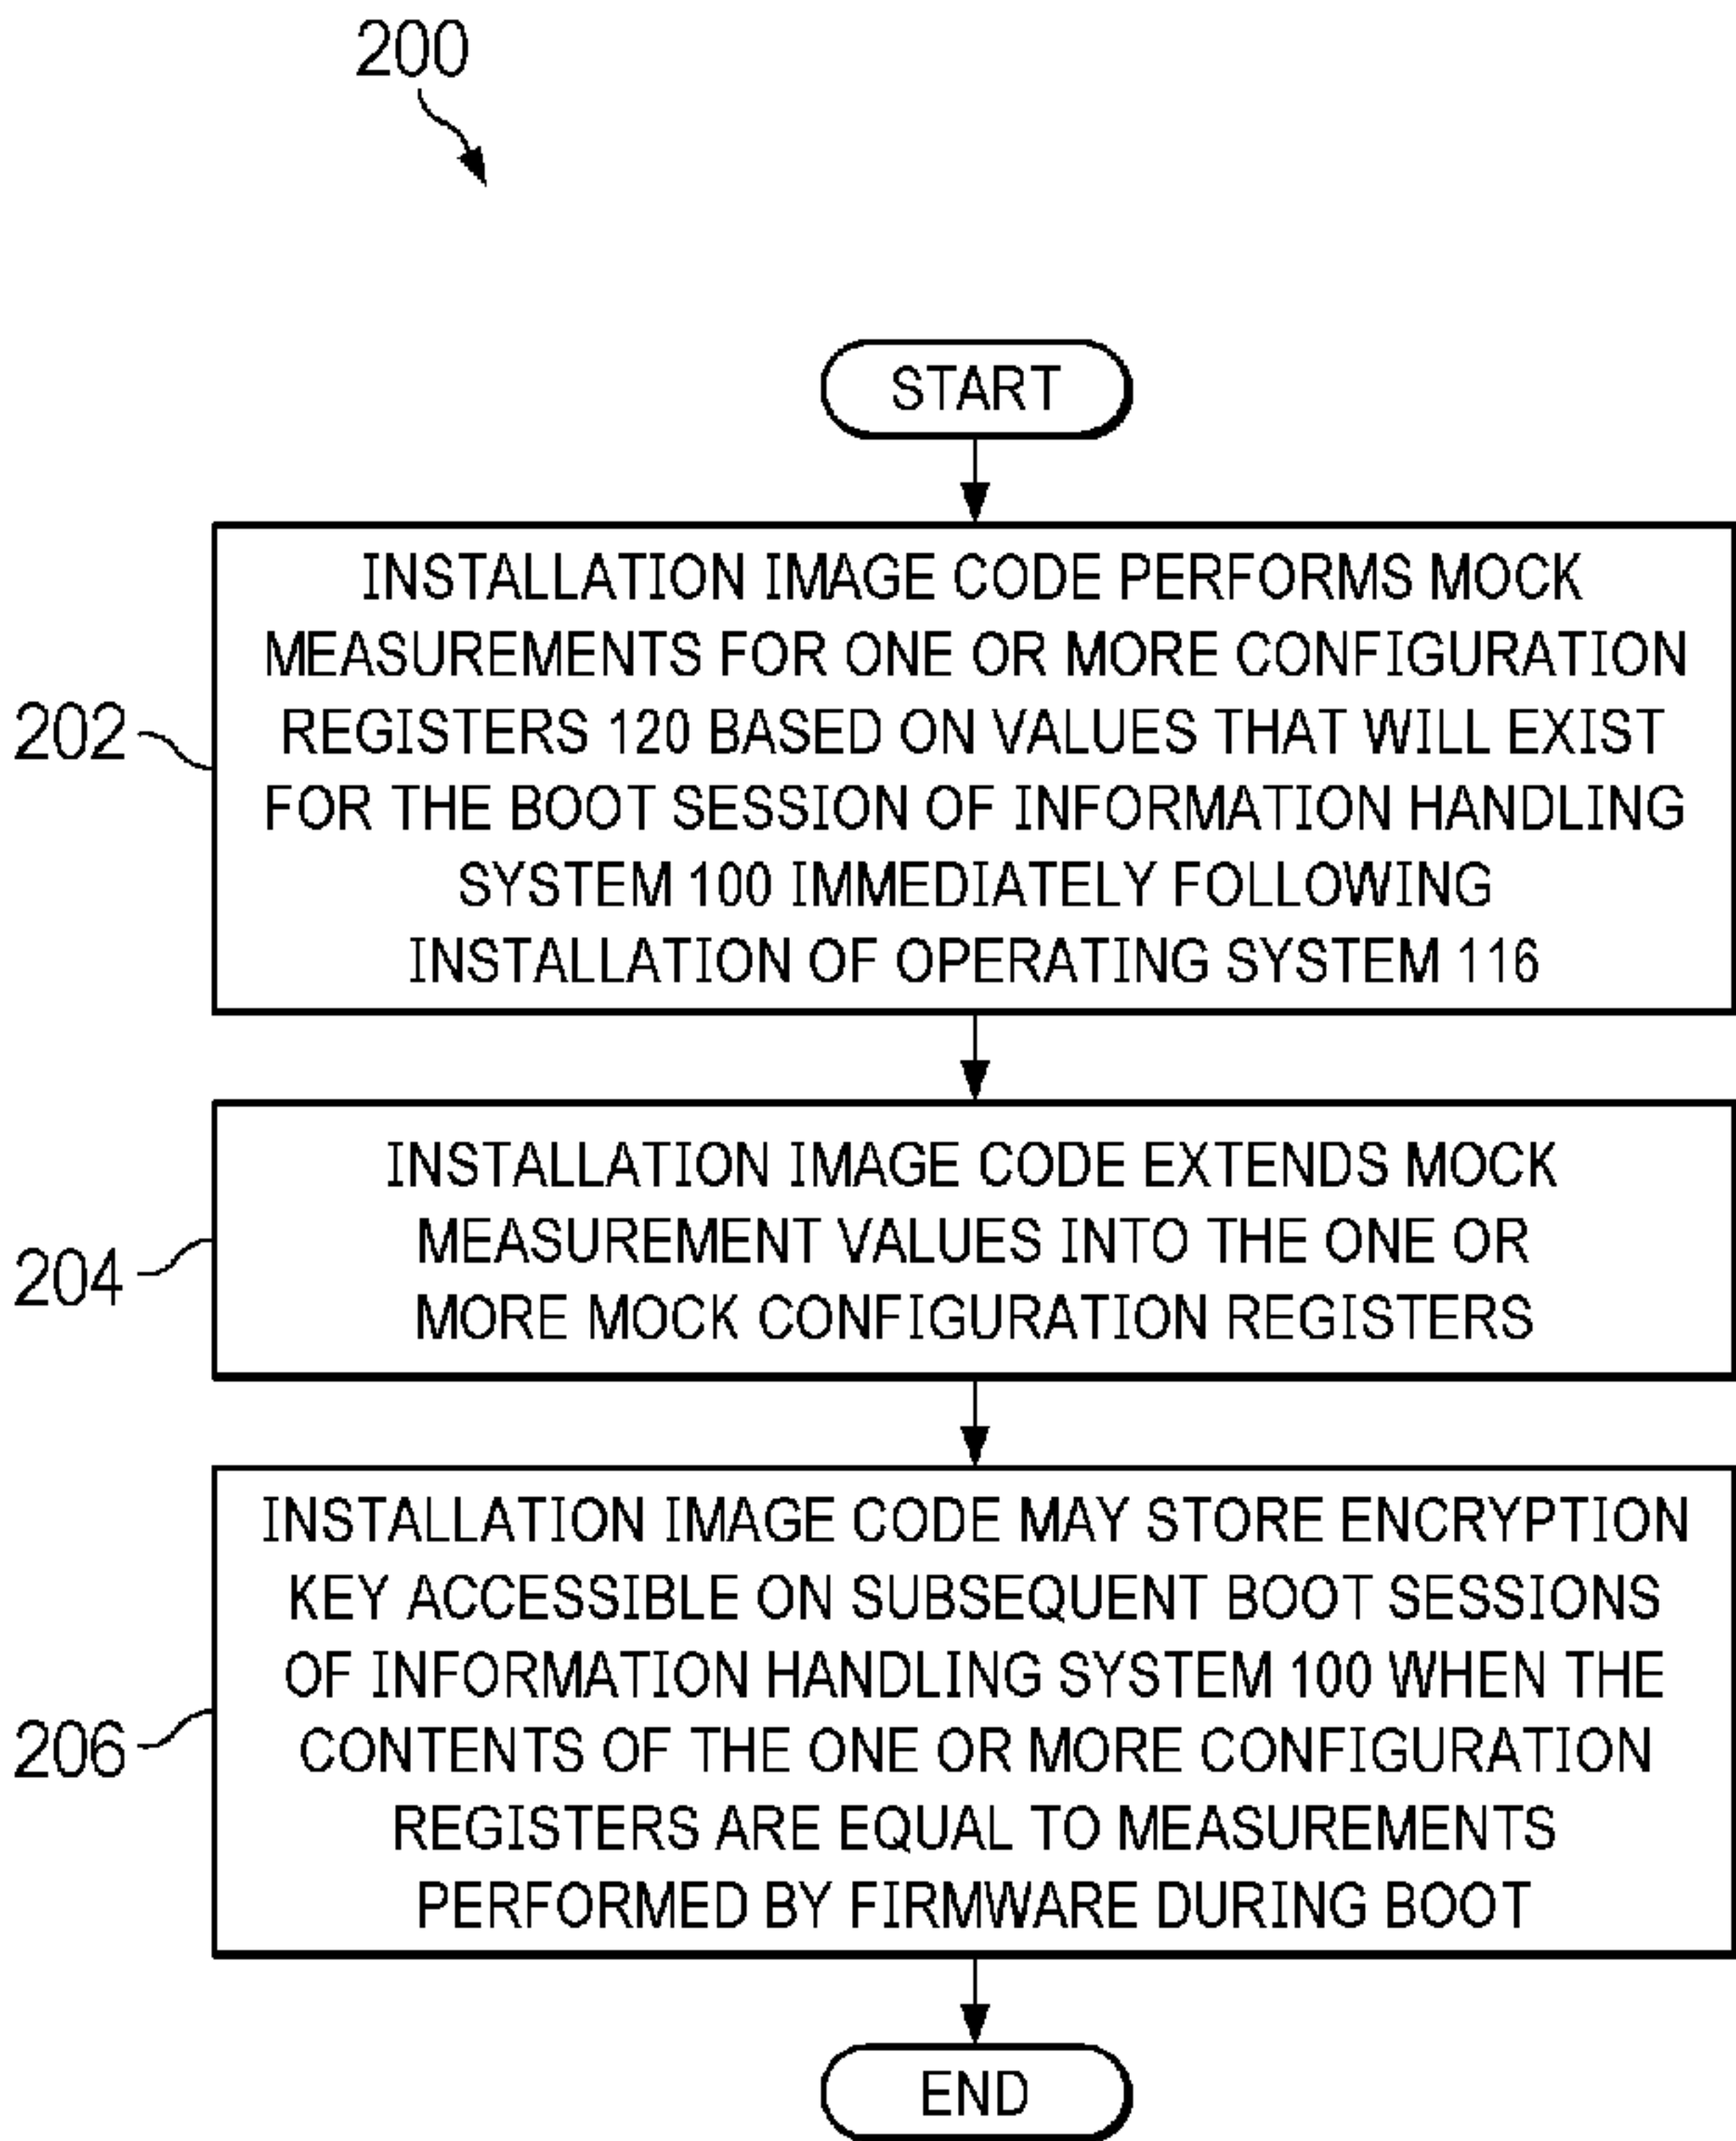 200
START
202
INSTALLATION IMAGE CODE PERFORMS MOCK
MEASUREMENTS FOR ONE OR MORE CONFIGURATION
REGISTERS 120 BASED ON VALUES THAT WILL EXIST
FOR THE BOOT SESSION OF INFORMATION HANDLING
SYSTEM 100 IMMEDIATELY FOLLOWING
INSTALLATION OF OPERATING SYSTEM 116
204
INSTALLATION IMAGE CODE EXTENDS MOCK
MEASUREMENT VALUES INTO THE ONE OR
MORE MOCK CONFIGURATION REGISTERS
206
INSTALLATION IMAGE CODE MAY STORE ENCRYPTION
KEY ACCESSIBLE ON SUBSEQUENT BOOT SESSIONS
OF INFORMATION HANDLING SYSTEM 100 WHEN THE
CONTENTS OF THE ONE OR MORE CONFIGURATION
REGISTERS ARE EQUAL TO MEASUREMENTS
PERFORMED BY FIRMWARE DURING BOOT
END